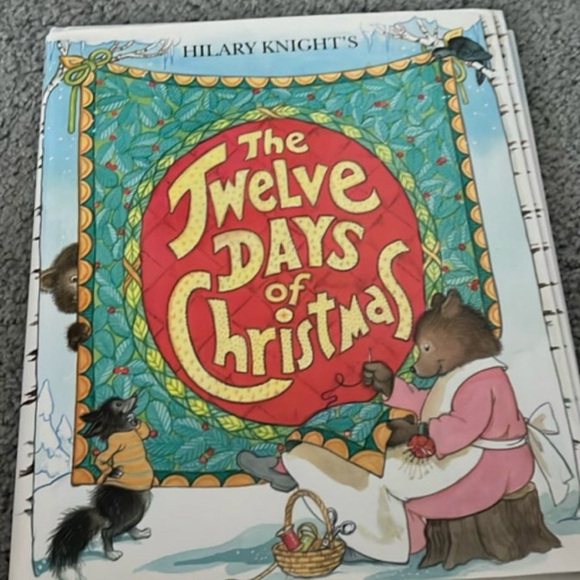 HILARY KNIGHT'S
The
Twelve
DAYS
of
Christmas